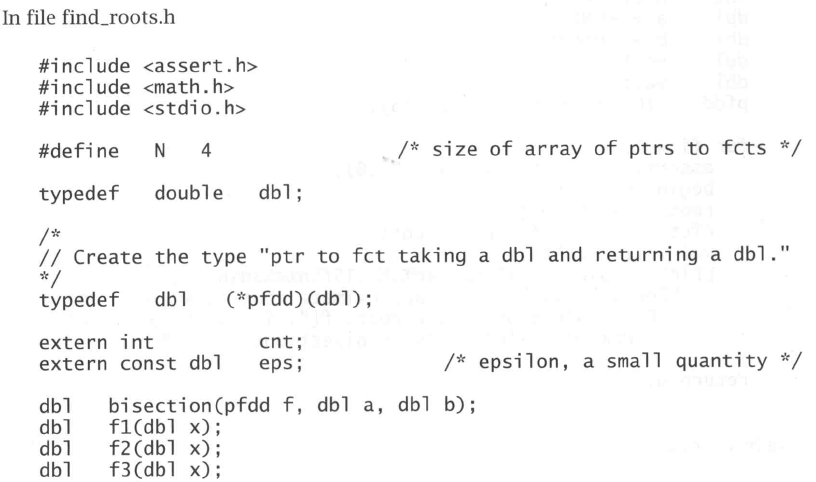 In file find_roots.h
#include <assert.h>
#include <math.h>
#include <stdio.h>
#define N 4 /* size of array of ptrs to fcts */
typedef double dbl;
/*
// Create the type "ptr to fct taking a dbl and returning a dbl."
*/
typedef dbl (*pfdd)(dbl);
extern int cnt;
extern const dbl eps; /* epsilon, a small quantity */
dbl bisection(pfdd f, dbl a, dbl b);
dbl f1(dbl x);
dbl f2(dbl x);
dbl f3(dbl x);